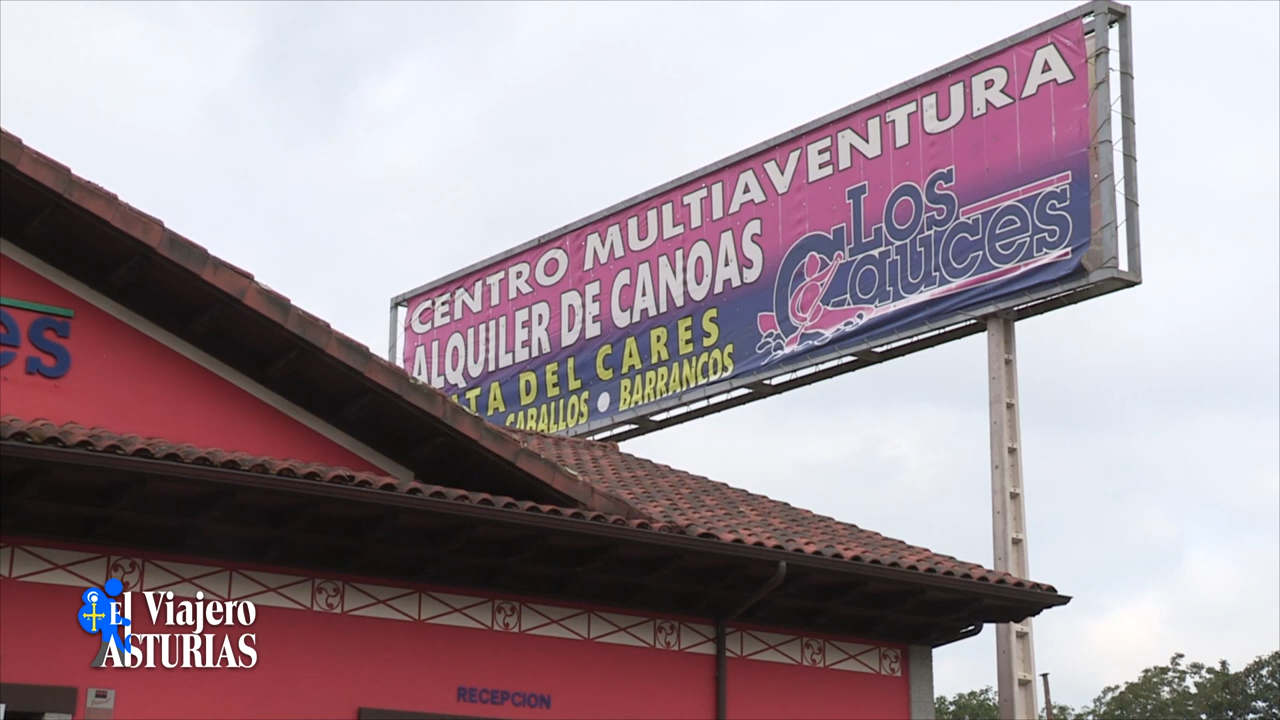 CENTRO MULTIAVENTURA
ALQUILER DE CANOAS
DEL CARES
CABALLOS • BARRANCOS
LOS
Cauces
es
El Viajero
ASTURIAS
RECEPCION